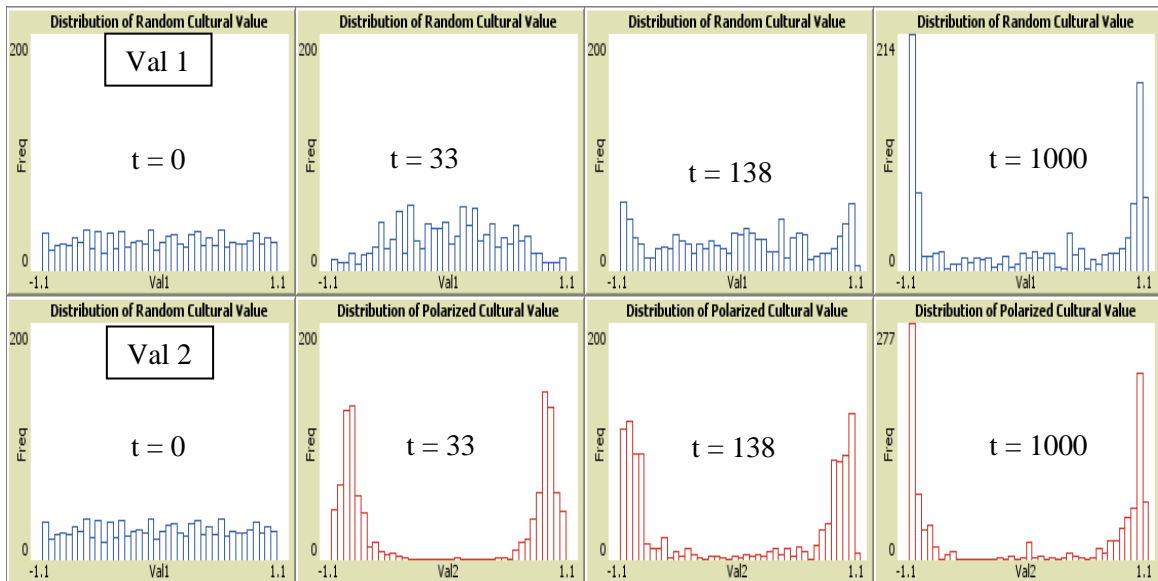 Distribution of Random Cultural Value
200
Val 1
t = 0
Freq
0
-1.1
Val1
1.1
Distribution of Random Cultural Value
200
t = 33
Freq
0
-1.1
Val1
1.1
Distribution of Random Cultural Value
200
t = 138
Freq
0
-1.1
Val1
1.1
Distribution of Random Cultural Value
214
t = 1000
Freq
0
-1.1
Val1
1.1
Distribution of Random Cultural Value
200
Val 2
t = 0
Freq
0
-1.1
Val1
1.1
Distribution of Polarized Cultural Value
200
t = 33
Freq
0
-1.1
Val2
1.1
Distribution of Polarized Cultural Value
200
t = 138
Freq
0
-1.1
Val2
1.1
Distribution of Polarized Cultural Value
277
t = 1000
Freq
0
-1.1
Val2
1.1